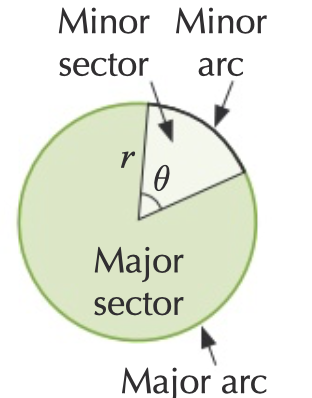 Minor Minor
sector arc
r
θ
Major
sector
Major arc